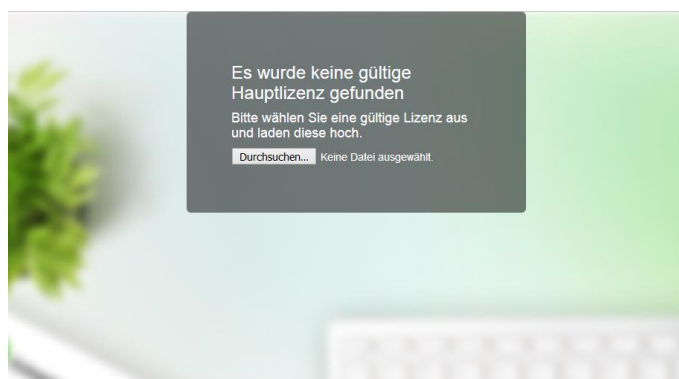 Es wurde keine gültige
Hauptlizenz gefunden
Bitte wählen Sie eine gültige Lizenz aus
und laden diese hoch.
Durchsuchen... Keine Datei ausgewählt.